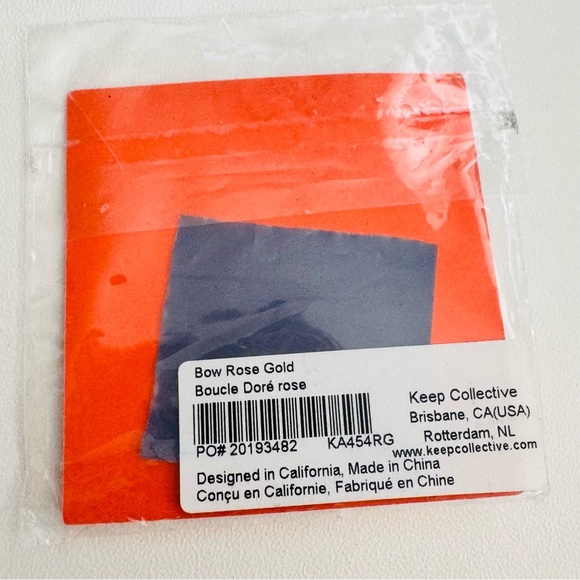 Bow Rose Gold
Boucle Doré rose
PO# 20193482 KA454RG
Keep Collective
Brisbane, CA(USA)
Rotterdam, NL
www.keepcollective.com
Designed in California, Made in China
Conçu en Californie, Fabriqué en Chine